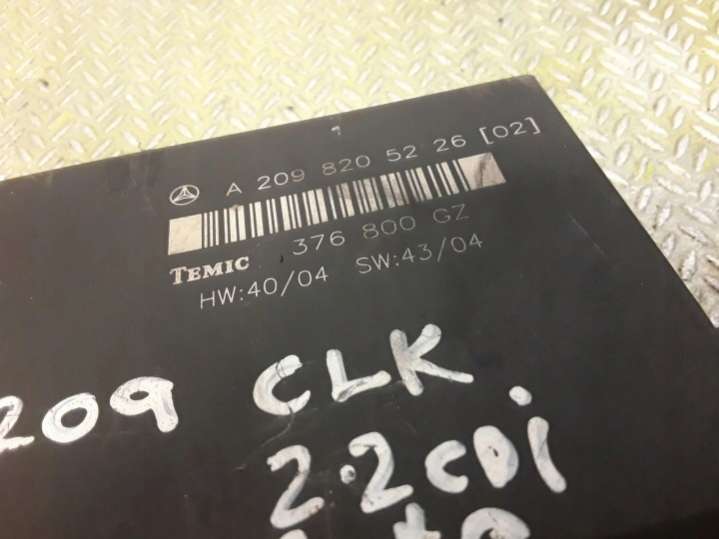 A 209 820 52 26 [02]
376 800 GZ
TEMIC
HW:40/04 SW:43/04
209 CLK
2.2CDi